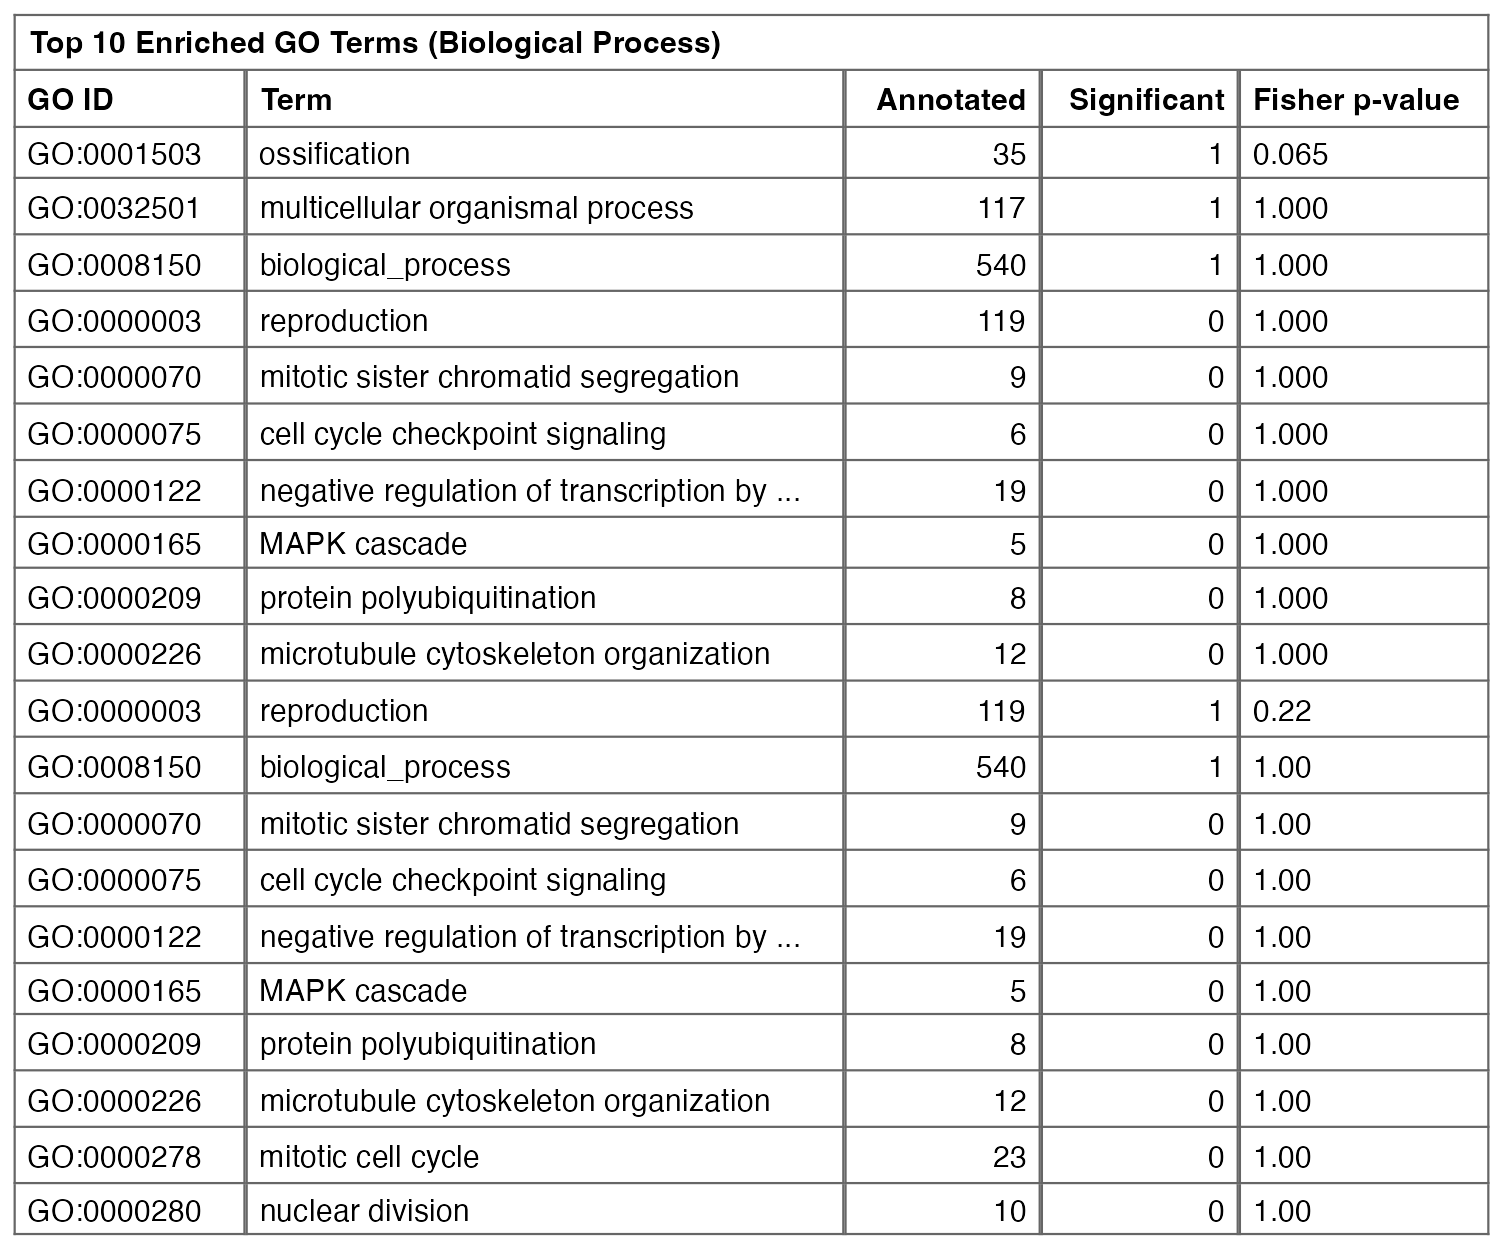 Top 10 Enriched GO Terms (Biological Process)
GO ID Term Annotated Significant Fisher p-value
GO:0001503 ossification 35 1 0.065
GO:0032501 multicellular organismal process 117 1 1.000
GO:0008150 biological_process 540 1 1.000
GO:0000003 reproduction 119 0 1.000
GO:0000070 mitotic sister chromatid segregation 9 0 1.000
GO:0000075 cell cycle checkpoint signaling 6 0 1.000
GO:0000122 negative regulation of transcription by ... 19 0 1.000
GO:0000165 MAPK cascade 5 0 1.000
GO:0000209 protein polyubiquitination 8 0 1.000
GO:0000226 microtubule cytoskeleton organization 12 0 1.000
GO:0000003 reproduction 119 1 0.22
GO:0008150 biological_process 540 1 1.00
GO:0000070 mitotic sister chromatid segregation 9 0 1.00
GO:0000075 cell cycle checkpoint signaling 6 0 1.00
GO:0000122 negative regulation of transcription by ... 19 0 1.00
GO:0000165 MAPK cascade 5 0 1.00
GO:0000209 protein polyubiquitination 8 0 1.00
GO:0000226 microtubule cytoskeleton organization 12 0 1.00
GO:0000278 mitotic cell cycle 23 0 1.00
GO:0000280 nuclear division 10 0 1.00